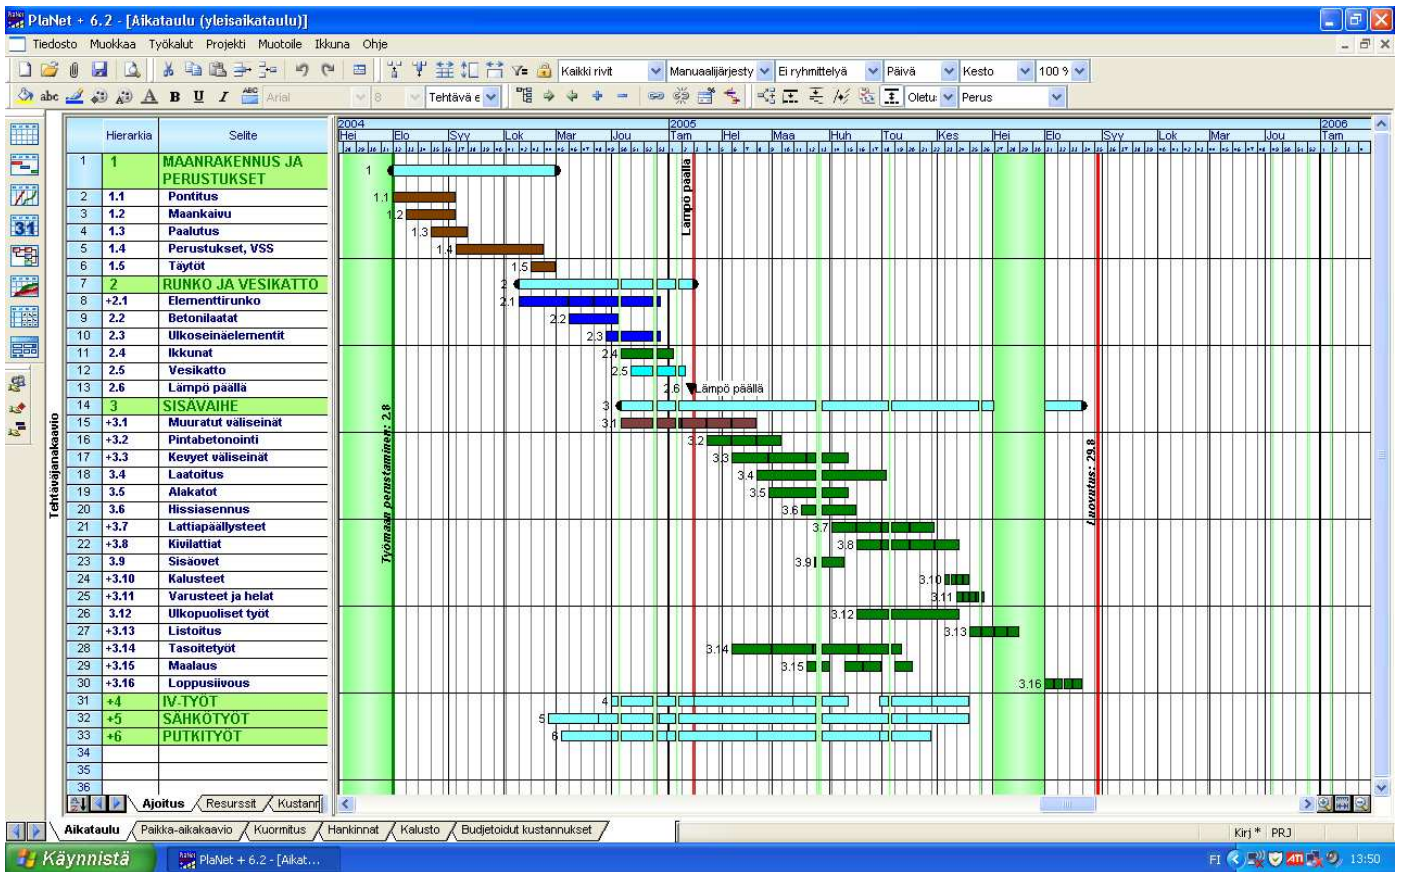 PlaNet + 6.2 - [Aikataulu (yleisaikataulu)]
Tiedosto Muokkaa Työkalut Projekti Muotoile Ikkuna Ohje
Kaikki rivit Manuaalijärjesty Ei ryhmittelyä Päivä Kesto 100 %
abc B U I ABC Arial 8 Tehtävä e Oletu: Perus
Hierarkia Selite
2004 2005 2006
Hei Elo Syy Lok Mar Jou Tam Hel Maa Huh Tou Kes Hei Elo Syy Lok Mar Jou Tam
1 1 MAANRAKENNUS JA PERUSTUKSET 1
2 1.1 Pontitus 1.1
3 1.2 Maankaivu 1.2
4 1.3 Paalutus 1.3
5 1.4 Perustukset, VSS 1.4
6 1.5 Täytöt 1.5
7 2 RUNKO JA VESIKATTO 2
8 +2.1 Elementtirunko 2.1
9 2.2 Betonilaatat 2.2
10 2.3 Ulkoseinäelementit 2.3
11 2.4 Ikkunat 2.4
12 2.5 Vesikatto 2.5
13 2.6 Lämpö päällä 2.6 Lämpö päällä
14 3 SISÄVAIHE 3
15 +3.1 Muuratut väliseinät 3.1
16 +3.2 Pintabetonointi 3.2
17 +3.3 Kevyet väliseinät 3.3
18 3.4 Laatoitus 3.4
19 3.5 Alakatot 3.5
20 3.6 Hissiasennus 3.6
21 +3.7 Lattiapäällysteet 3.7
22 +3.8 Kivilattiat 3.8
23 3.9 Sisäovet 3.9
24 +3.10 Kalusteet 3.10
25 +3.11 Varusteet ja helat 3.11
26 3.12 Ulkopuoliset työt 3.12
27 +3.13 Listoitus 3.13
28 +3.14 Tasoitetyöt 3.14
29 +3.15 Maalaus 3.15
30 +3.16 Loppusiivous 3.16
31 +4 IV-TYÖT 4
32 +5 SÄHKÖTYÖT 5
33 +6 PUTKITYÖT 6
34
35
36
Lämpö päällä
Työmaan perustaminen: 2.8
Luovutus: 29.8
Tehtäväjanakaavio
31
Ajoitus Resurssit Kustanr
Aikataulu Paikka-aikakaavio Kuormitus Hankinnat Kalusto Budjetoidut kustannukset
Kirj * PRJ
Käynnistä PlaNet + 6.2 - [Aikat... FI ATI 13:50